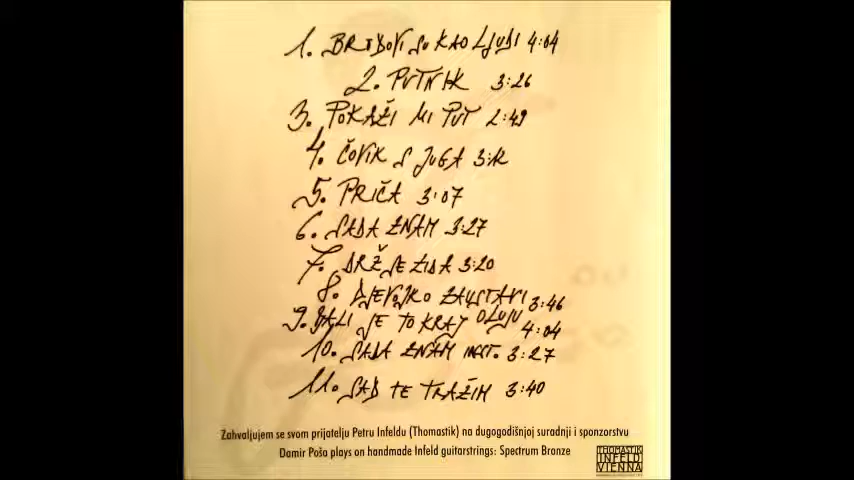 1. BRODOVI SU KAO LJUDI 4:04
2. PUTNIK 3:26
3. POKAŽI MI PUT 2:49
4. ČOVIK S JUGA 3:12
5. PRIČA 3:07
6. SADA ZNAM 3:27
7. DRŽ SE ZIDA 3:20
8. DJEVOJKO ZAUSTAVI OLUJU 3:46
9. DALI JE TO KRAJ 4:04
10. SADA ZNAM INST. 3:27
11. SAD TE TRAŽIM 3:40
Zahvaljujem se svom prijatelju Petru Infeldu (Thomastik) na dugogodišnjoj suradnji i sponzorstvu
Damir Poša plays on handmade Infeld guitarstrings: Spectrum Bronze
THOMASTIK
INFELD
VIENNA